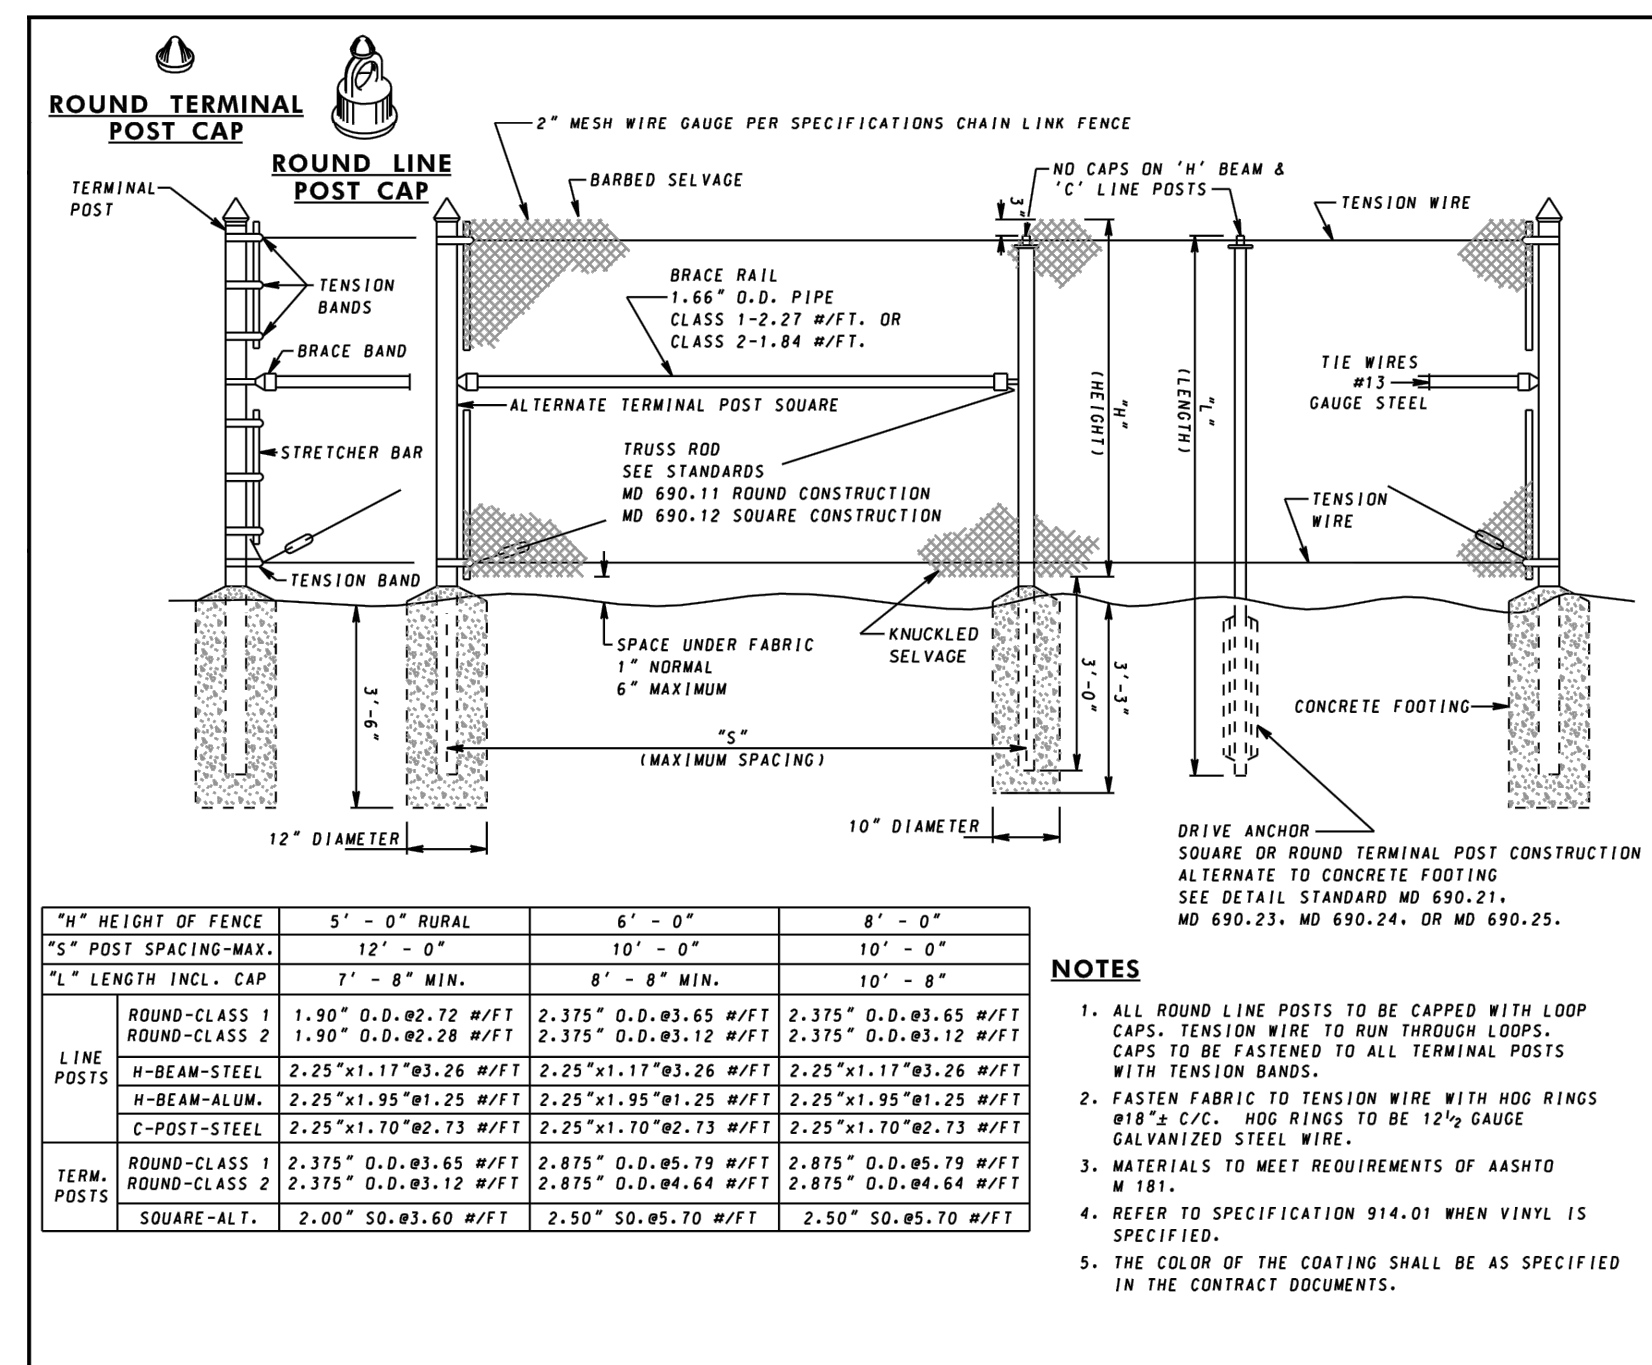 ROUND TERMINAL
POST CAP
ROUND LINE
POST CAP
2" MESH WIRE GAUGE PER SPECIFICATIONS CHAIN LINK FENCE
BARBED SELVAGE
NO CAPS ON 'H' BEAM &
'C' LINE POSTS
TERMINAL
POST
3"
TENSION WIRE
TENSION
BANDS
BRACE RAIL
1.66" O.D. PIPE
CLASS 1-2.27 #/FT. OR
CLASS 2-1.84 #/FT.
BRACE BAND
ALTERNATE TERMINAL POST SQUARE
"H"
(HEIGHT)
"L"
(LENGTH)
TIE WIRES
#13
GAUGE STEEL
STRETCHER BAR
TRUSS ROD
SEE STANDARDS
MD 690.11 ROUND CONSTRUCTION
MD 690.12 SQUARE CONSTRUCTION
TENSION
WIRE
TENSION BAND
SPACE UNDER FABRIC
1" NORMAL
6" MAXIMUM
KNUCKLED
SELVAGE
3'-6"
3'-0"
3'-3"
"S"
(MAXIMUM SPACING)
CONCRETE FOOTING
12" DIAMETER
10" DIAMETER
DRIVE ANCHOR
SQUARE OR ROUND TERMINAL POST CONSTRUCTION
ALTERNATE TO CONCRETE FOOTING
SEE DETAIL STANDARD MD 690.21,
MD 690.23, MD 690.24, OR MD 690.25.
"H" HEIGHT OF FENCE 5' - 0" RURAL 6' - 0" 8' - 0"
"S" POST SPACING-MAX. 12' - 0" 10' - 0" 10' - 0"
"L" LENGTH INCL. CAP 7' - 8" MIN. 8' - 8" MIN. 10' - 8"
LINE
POSTS
ROUND-CLASS 1 1.90" O.D.@2.72 #/FT 2.375" O.D.@3.65 #/FT 2.375" O.D.@3.65 #/FT
ROUND-CLASS 2 1.90" O.D.@2.28 #/FT 2.375" O.D.@3.12 #/FT 2.375" O.D.@3.12 #/FT
H-BEAM-STEEL 2.25"x1.17"@3.26 #/FT 2.25"x1.17"@3.26 #/FT 2.25"x1.17"@3.26 #/FT
H-BEAM-ALUM. 2.25"x1.95"@1.25 #/FT 2.25"x1.95"@1.25 #/FT 2.25"x1.95"@1.25 #/FT
C-POST-STEEL 2.25"x1.70"@2.73 #/FT 2.25"x1.70"@2.73 #/FT 2.25"x1.70"@2.73 #/FT
TERM.
POSTS
ROUND-CLASS 1 2.375" O.D.@3.65 #/FT 2.875" O.D.@5.79 #/FT 2.875" O.D.@5.79 #/FT
ROUND-CLASS 2 2.375" O.D.@3.12 #/FT 2.875" O.D.@4.64 #/FT 2.875" O.D.@4.64 #/FT
SQUARE-ALT. 2.00" SQ.@3.60 #/FT 2.50" SQ.@5.70 #/FT 2.50" SQ.@5.70 #/FT
NOTES
1. ALL ROUND LINE POSTS TO BE CAPPED WITH LOOP
CAPS. TENSION WIRE TO RUN THROUGH LOOPS.
CAPS TO BE FASTENED TO ALL TERMINAL POSTS
WITH TENSION BANDS.
2. FASTEN FABRIC TO TENSION WIRE WITH HOG RINGS
@18"± C/C. HOG RINGS TO BE 12½ GAUGE
GALVANIZED STEEL WIRE.
3. MATERIALS TO MEET REQUIREMENTS OF AASHTO
M 181.
4. REFER TO SPECIFICATION 914.01 WHEN VINYL IS
SPECIFIED.
5. THE COLOR OF THE COATING SHALL BE AS SPECIFIED
IN THE CONTRACT DOCUMENTS.